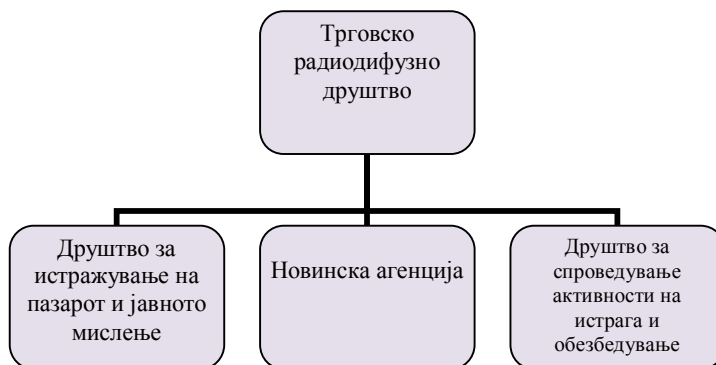 Трговско
радиодифузно
друштво
Друштво за
истражување на
пазарот и јавното
мислење
Новинска агенција
Друштво за
спроведување
активности на
истрага и
обезбедување